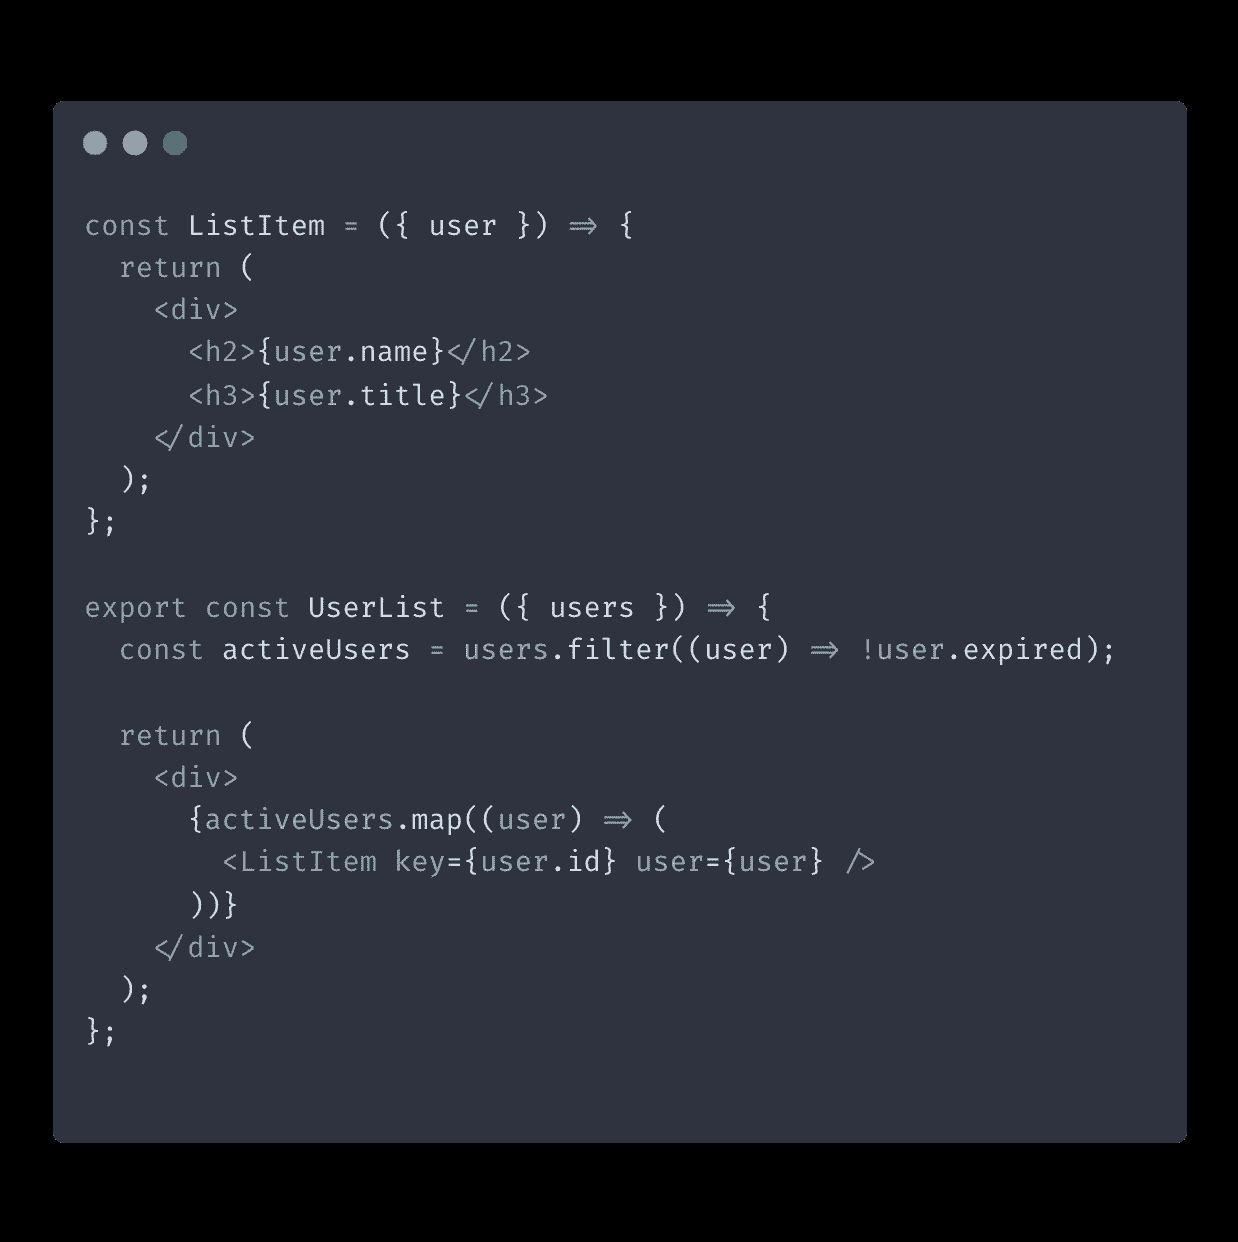 const ListItem = ({ user }) => {
  return (
    <div>
      <h2>{user.name}</h2>
      <h3>{user.title}</h3>
    </div>
  );
};

export const UserList = ({ users }) => {
  const activeUsers = users.filter((user) => !user.expired);

  return (
    <div>
      {activeUsers.map((user) => (
        <ListItem key={user.id} user={user} />
      ))}
    </div>
  );
};